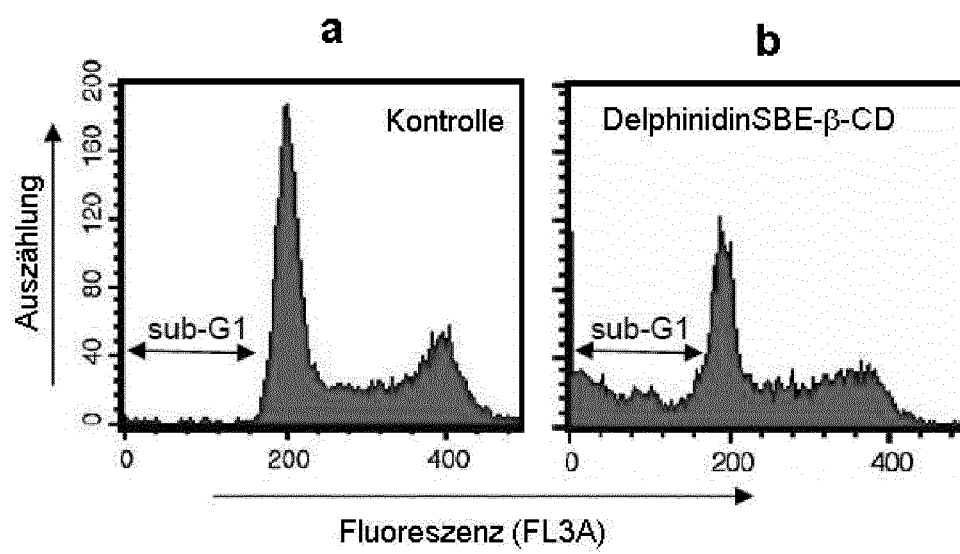 a
b
Kontrolle
DelphinidinSBE-β-CD
Auszählung
200
160
120
80
40
0
sub-G1
sub-G1
0 200 400
0 200 400
Fluoreszenz (FL3A)